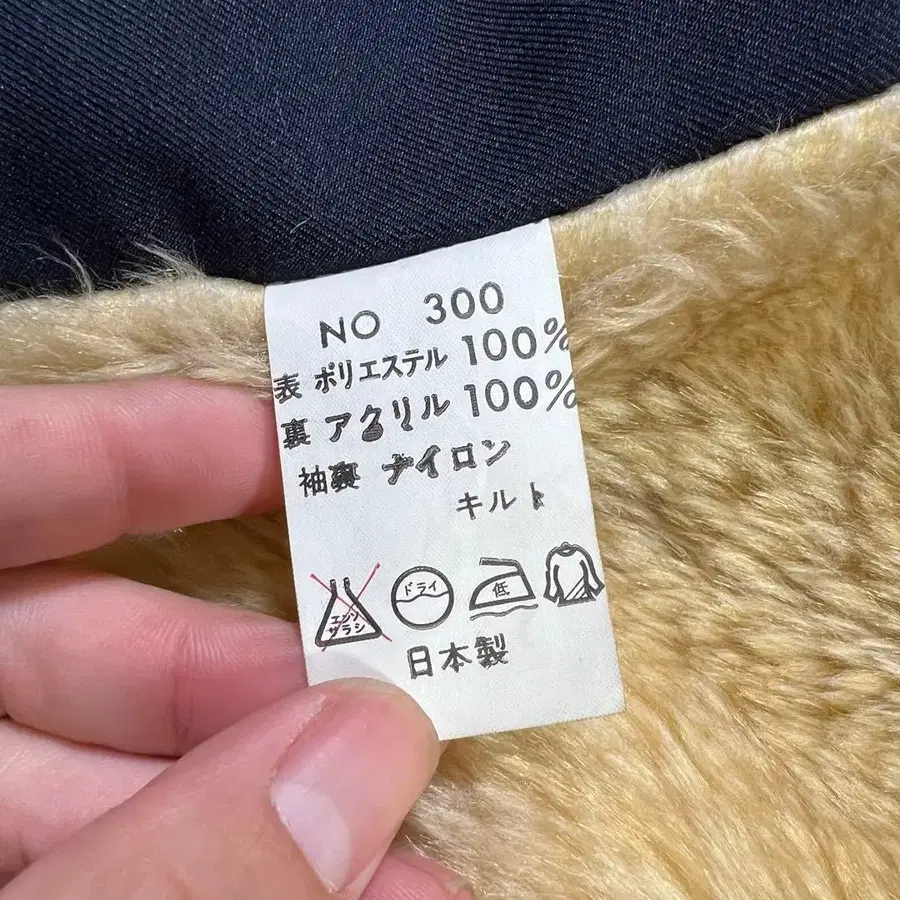 NO 300
表 ポリエステル 100%
裏 アクリル 100%
袖裏 ナイロン
キルト
エンソ
サラシ
ドライ
低
日本製